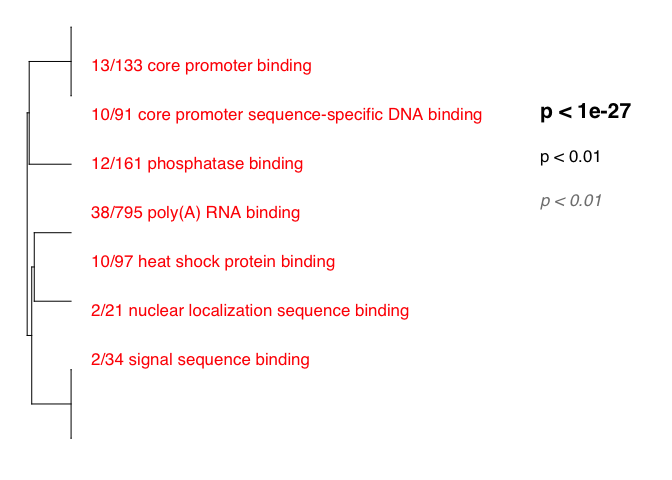 13/133 core promoter binding
10/91 core promoter sequence-specific DNA binding
p < 1e-27
12/161 phosphatase binding
p < 0.01
38/795 poly(A) RNA binding
p < 0.01
10/97 heat shock protein binding
2/21 nuclear localization sequence binding
2/34 signal sequence binding